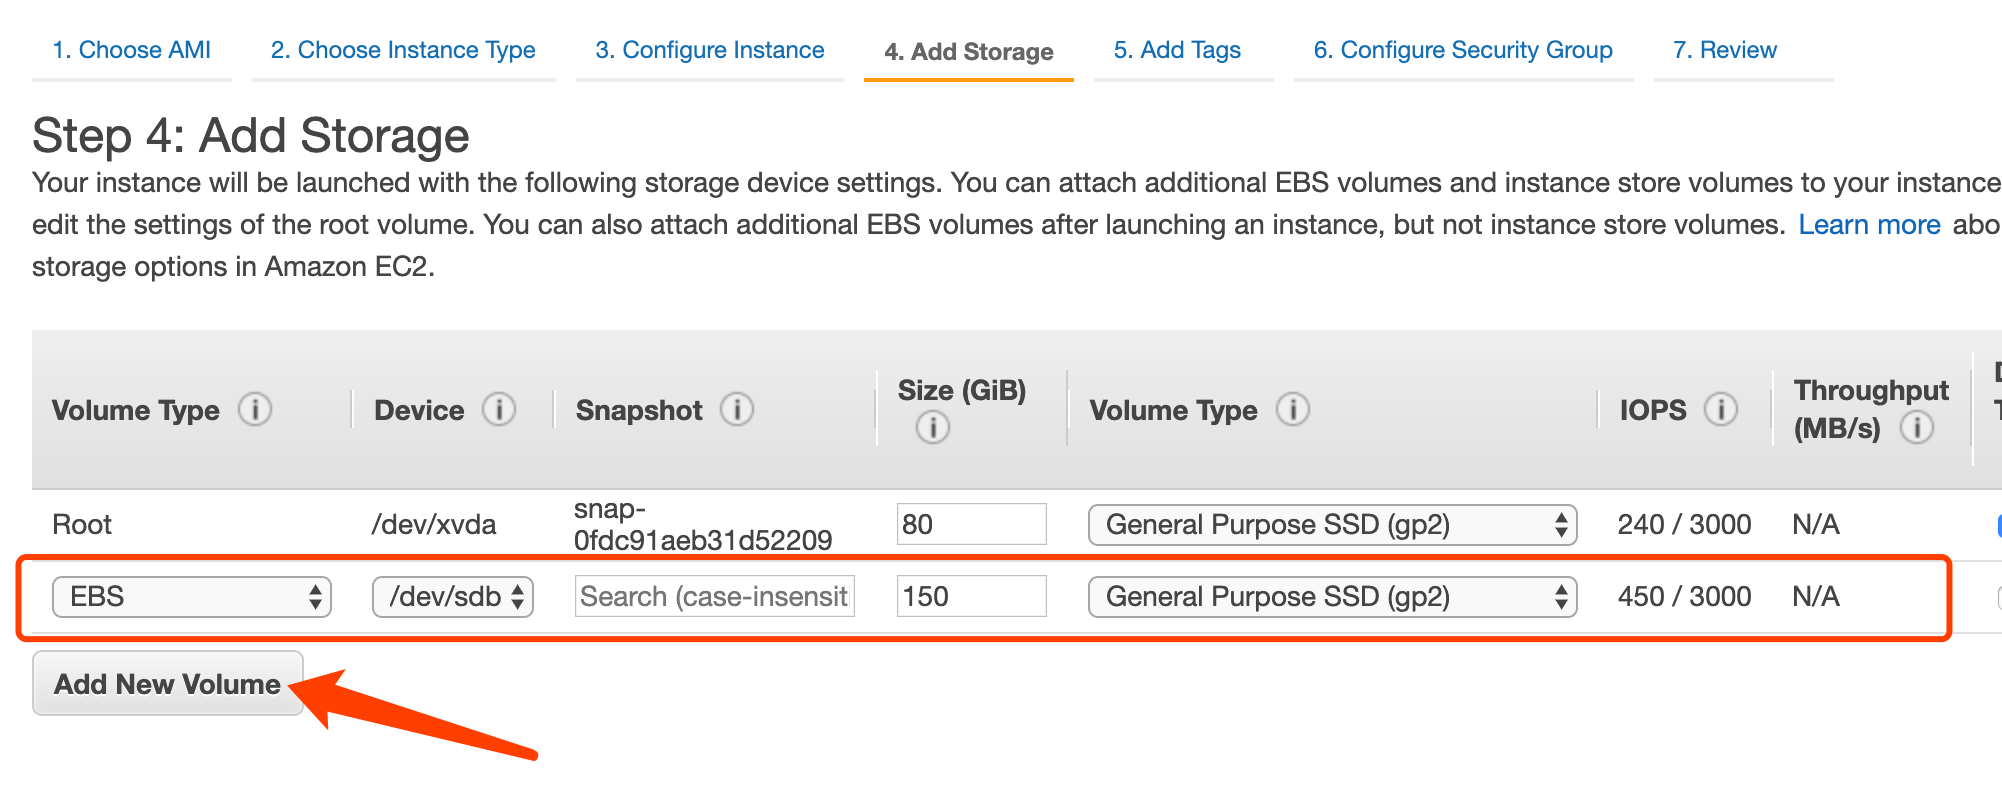 1. Choose AMI 2. Choose Instance Type 3. Configure Instance 4. Add Storage 5. Add Tags 6. Configure Security Group 7. Review
Step 4: Add Storage
Your instance will be launched with the following storage device settings. You can attach additional EBS volumes and instance store volumes to your instance
edit the settings of the root volume. You can also attach additional EBS volumes after launching an instance, but not instance store volumes. Learn more abo
storage options in Amazon EC2.
Volume Type i Device i Snapshot i Size (GiB) i Volume Type i IOPS i Throughput (MB/s) i
Root /dev/xvda snap-0fdc91aeb31d52209 80 General Purpose SSD (gp2) 240 / 3000 N/A
EBS /dev/sdb Search (case-insensit 150 General Purpose SSD (gp2) 450 / 3000 N/A
Add New Volume